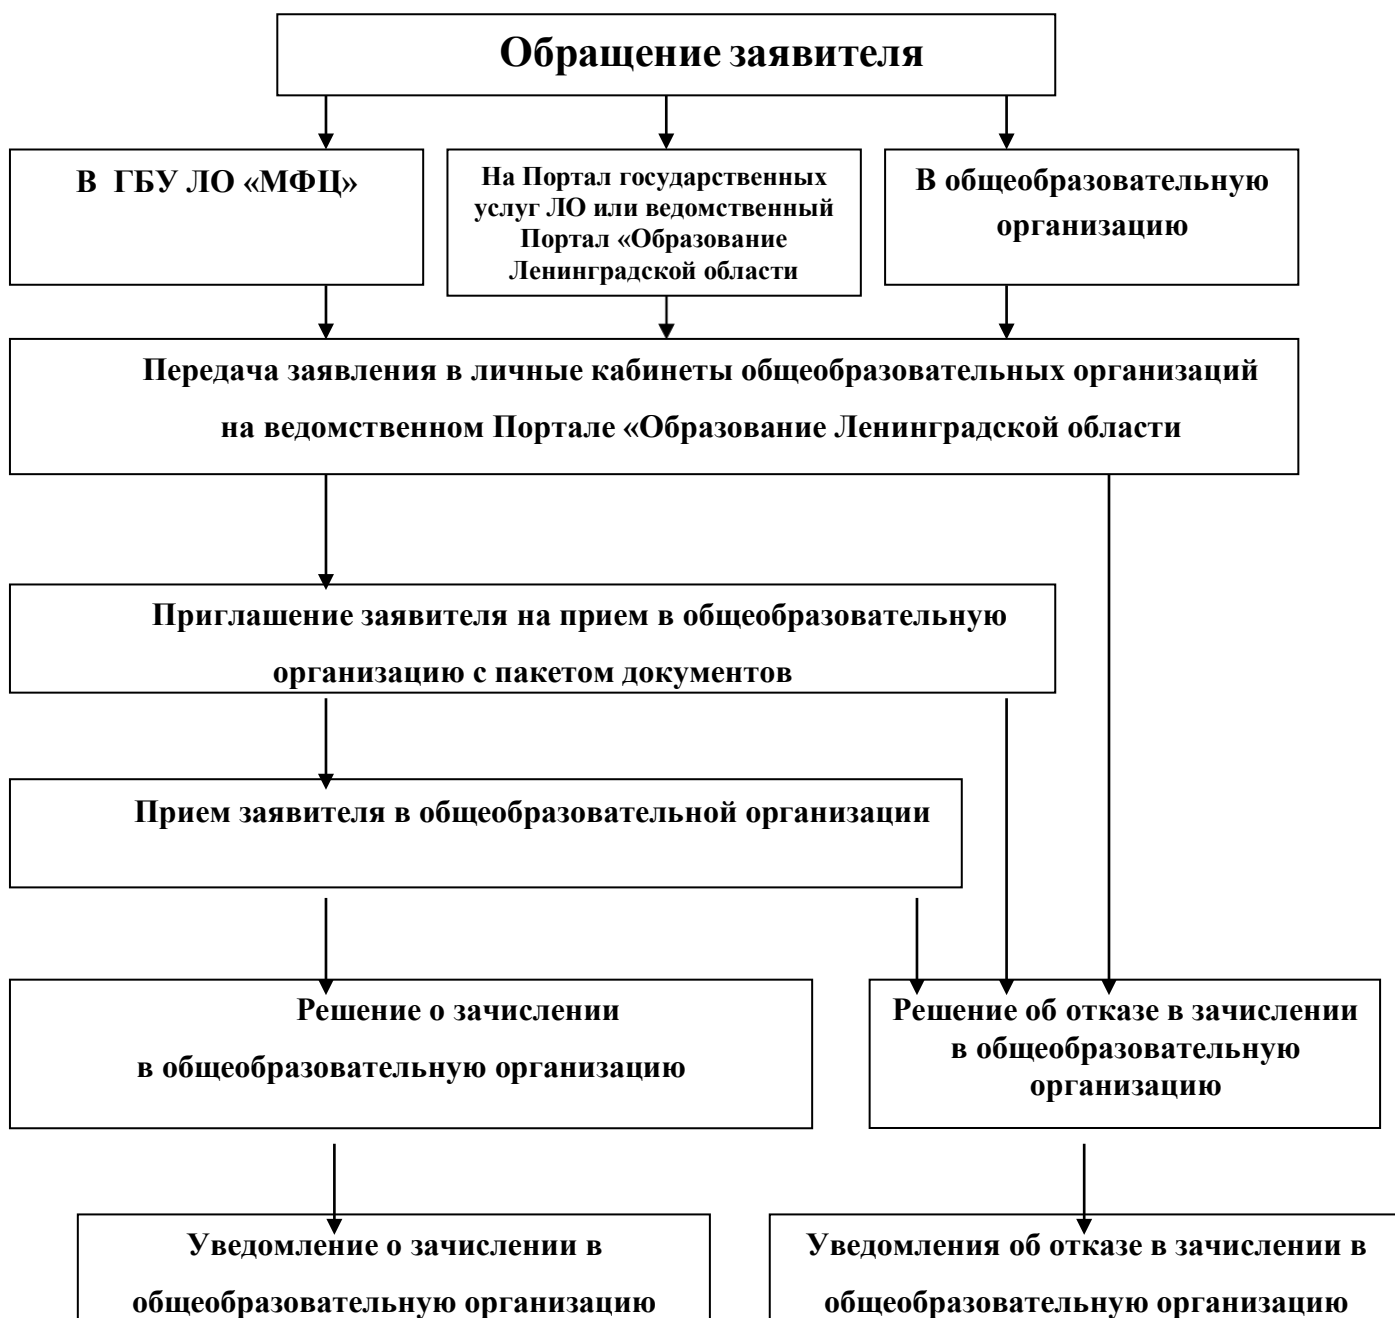 Обращение заявителя
В ГБУ ЛО «МФЦ»
На Портал государственных
услуг ЛО или ведомственный
Портал «Образование
Ленинградской области
В общеобразовательную
организацию
Передача заявления в личные кабинеты общеобразовательных организаций
на ведомственном Портале «Образование Ленинградской области
Приглашение заявителя на прием в общеобразовательную
организацию с пакетом документов
Прием заявителя в общеобразовательной организации
Решение о зачислении
в общеобразовательную организацию
Решение об отказе в зачислении
в общеобразовательную
организацию
Уведомление о зачислении в
общеобразовательную организацию
Уведомления об отказе в зачислении в
общеобразовательную организацию